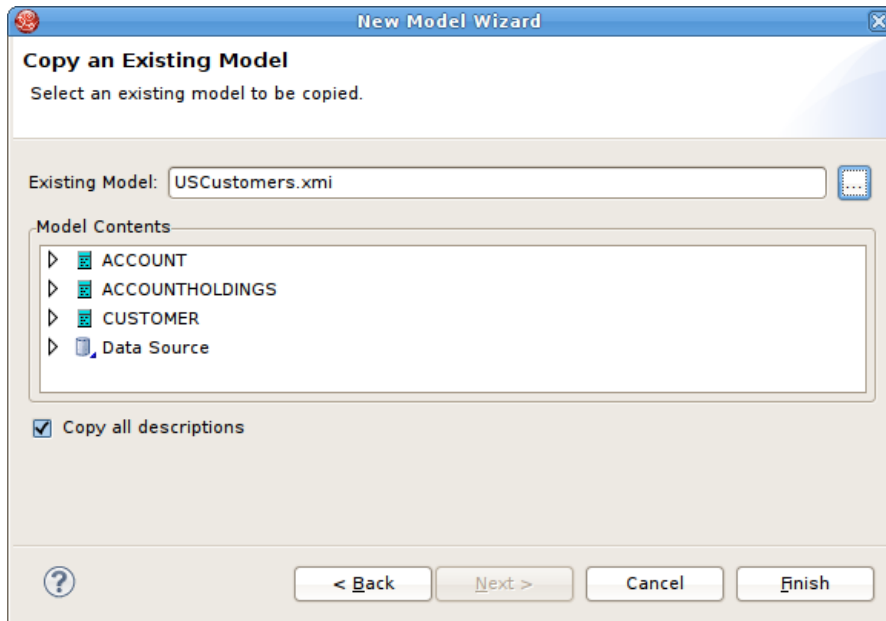 New Model Wizard
Copy an Existing Model
Select an existing model to be copied.
Existing Model: USCustomers.xmi ...
Model Contents
ACCOUNT
ACCOUNTHOLDINGS
CUSTOMER
Data Source
Copy all descriptions
? < Back Next > Cancel Finish